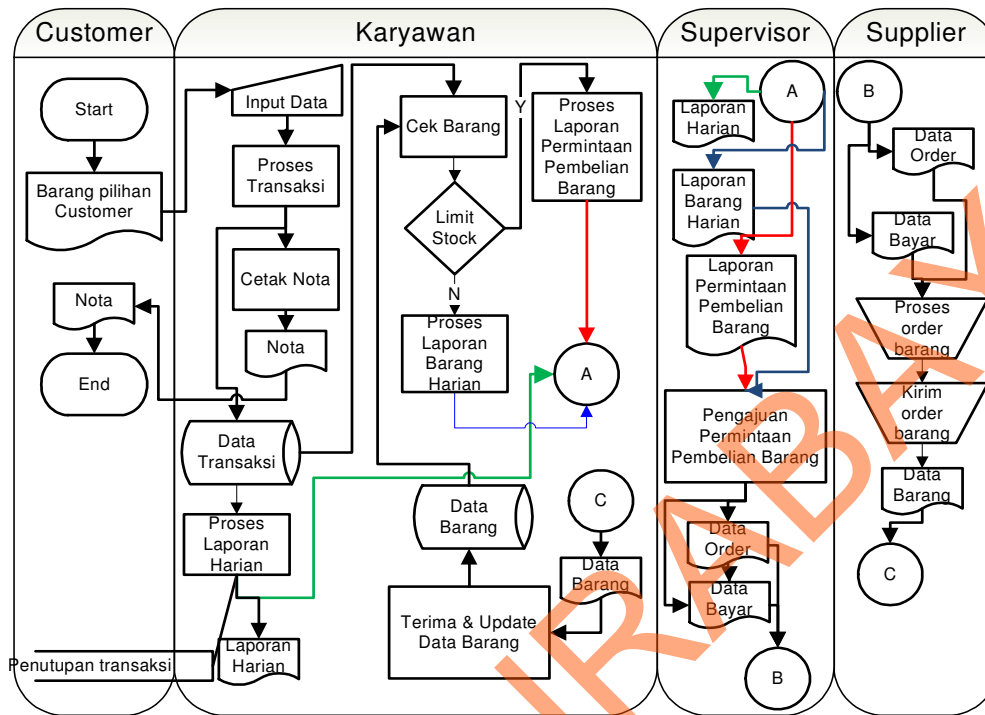 Customer
Karyawan
Supervisor
Supplier
Start
Barang pilihan
Customer
Nota
End
Penutupan transaksi
Input Data
Proses
Transaksi
Cetak Nota
Nota
Data
Transaksi
Proses
Laporan
Harian
Laporan
Harian
Cek Barang
Limit
Stock
Y
N
Proses
Laporan
Permintaan
Pembelian
Barang
Proses
Laporan
Barang
Harian
A
Data
Barang
C
Data
Barang
Terima & Update
Data Barang
A
Laporan
Harian
Laporan
Barang
Harian
Laporan
Permintaan
Pembelian
Barang
Pengajuan
Permintaan
Pembelian Barang
Data
Order
Data
Bayar
B
B
Data
Order
Data
Bayar
Proses
order
barang
Kirim
order
barang
Data
Barang
C